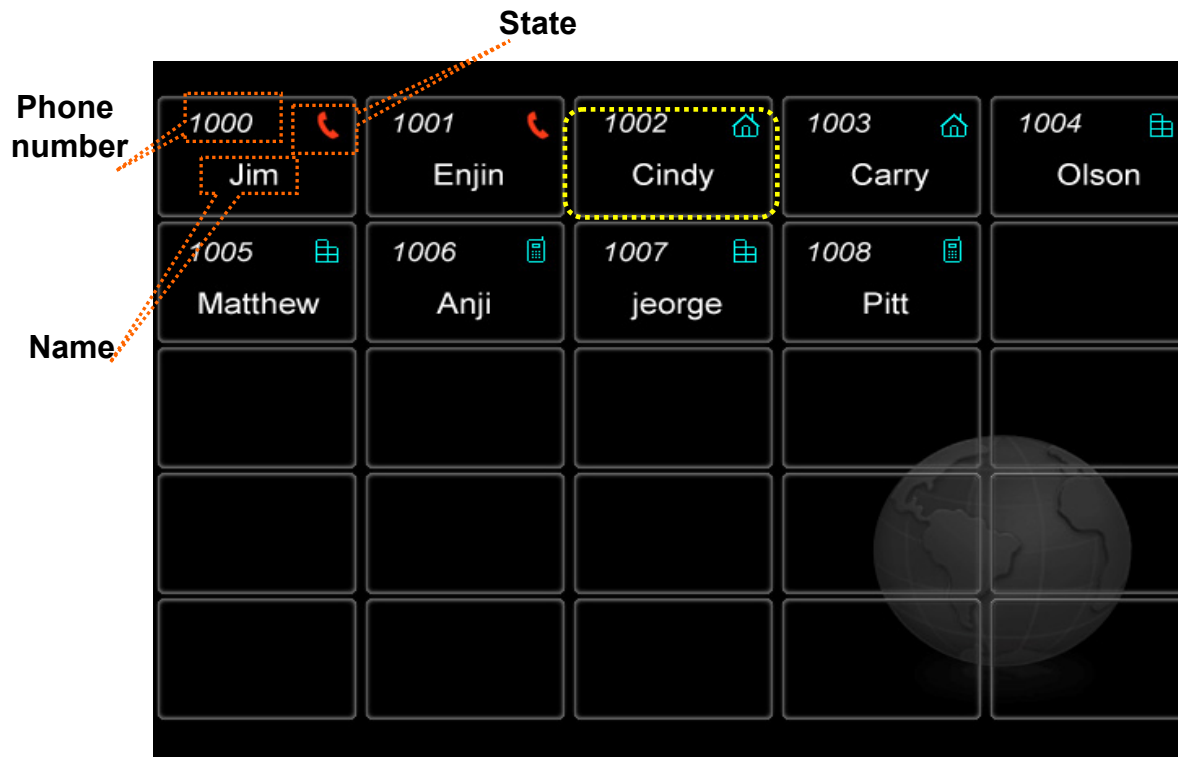 State
Phone
number
Name
1000
Jim
1001
Enjin
1002
Cindy
1003
Carry
1004
Olson
1005
Matthew
1006
Anji
1007
jeorge
1008
Pitt